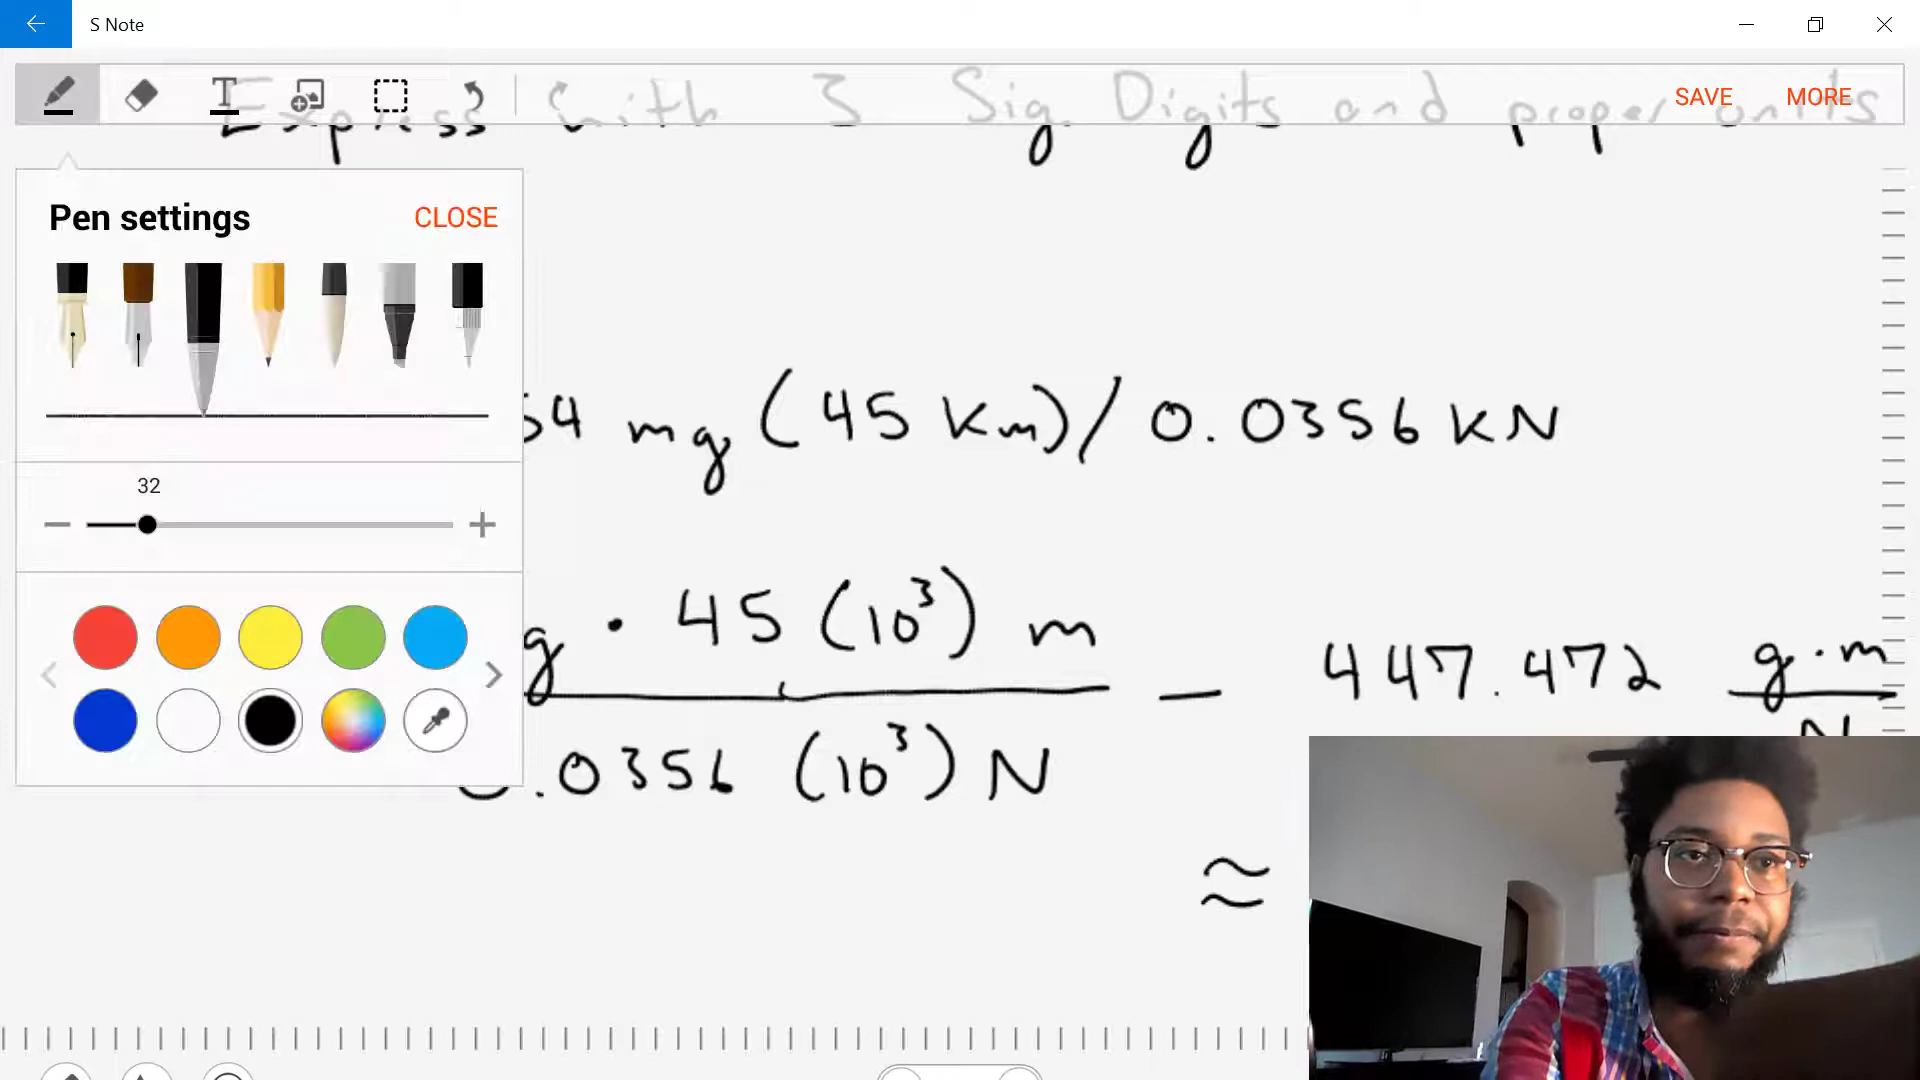 S Note
Express with 3 Sig. Digits and proper units
SAVE MORE
Pen settings CLOSE
54 mg (45 Km) / 0.0356 KN
32
g · 45 (10³) m
.0356 (10³) N
— 447.472 g·m
N
≈